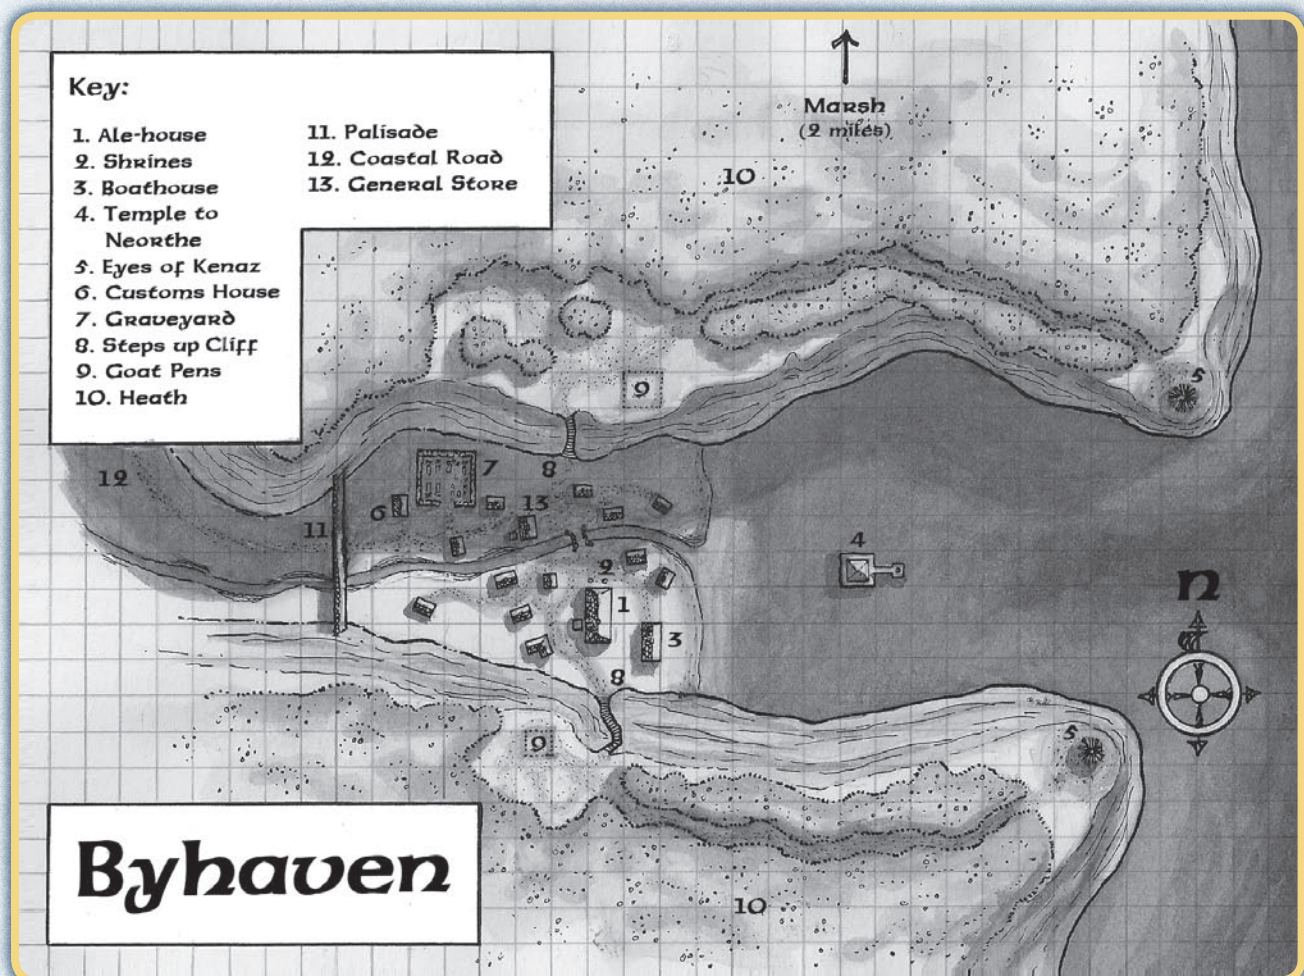 Key:
1. Ale-house
2. Shrines
3. Boathouse
4. Temple to
Neorthe
5. Eyes of Kenaz
6. Customs House
7. Graveyard
8. Steps up Cliff
9. Goat Pens
10. Heath
11. Palisade
12. Coastal Road
13. General Store
Marsh
(2 miles)
10
5
9
12
7
8
6
13
11
4
2
1
3
n
8
9
5
Byhaven
10